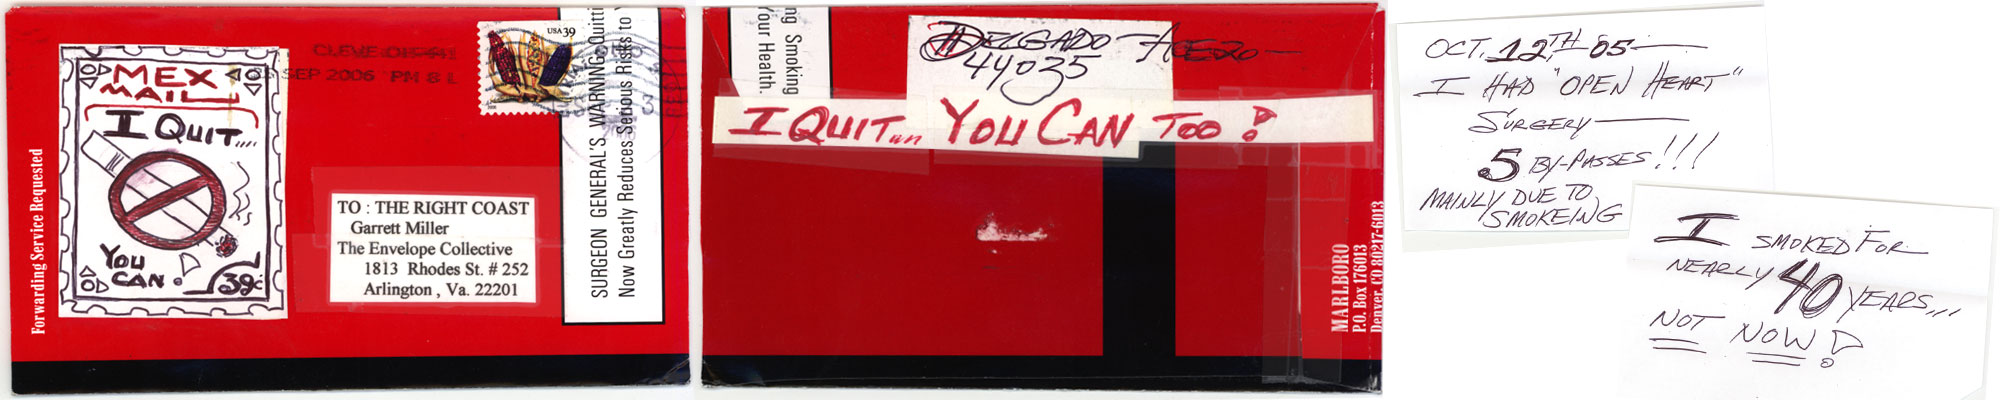 Forwarding Service Requested
MEX
MAIL
I QUIT....
YOU
CAN!
39¢
SEP 2006 PM 8 L
USA 39
SURGEON GENERAL'S WARNING: Quitti
Now Greatly Reduces Serious Risks to Y
TO : THE RIGHT COAST
Garrett Miller
The Envelope Collective
1813 Rhodes St. # 252
Arlington , Va. 22201
ng Smoking
Your Health.
DELGADO
44035
I QUIT... YOU CAN TOO!
MARLBORO
P.O. Box 176013
Denver, CO 80217-6013
OCT. 12TH, 05
I HAD "OPEN HEART"
SURGERY
5 BY-PASSES!!!
MAINLY DUE TO
SMOKEING
I SMOKED FOR
NEARLY 40 YEARS....
NOT NOW!